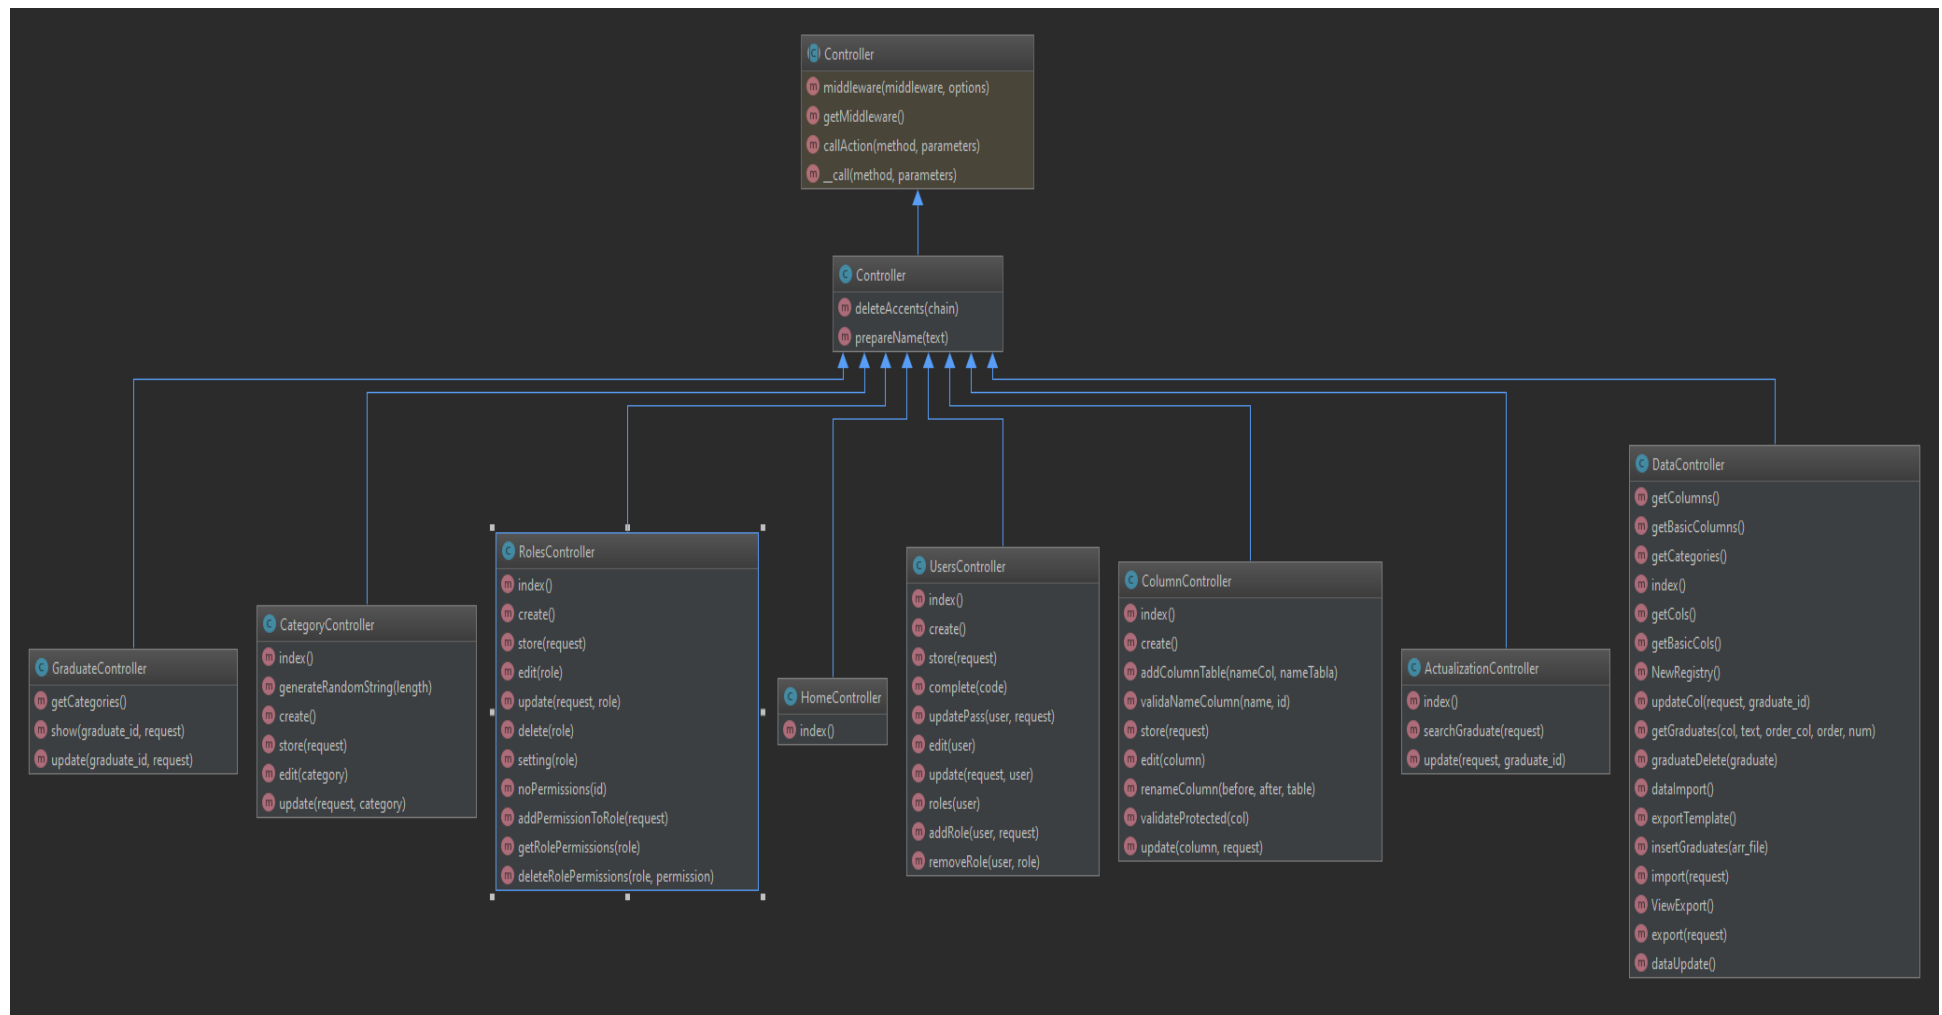 Controller
middleware(middleware, options)
getMiddleware()
callAction(method, parameters)
__call(method, parameters)
Controller
deleteAccents(chain)
prepareName(text)
GraduateController
getCategories()
show(graduate_id, request)
update(graduate_id, request)
CategoryController
index()
generateRandomString(length)
create()
store(request)
edit(category)
update(request, category)
RolesController
index()
create()
store(request)
edit(role)
update(request, role)
delete(role)
setting(role)
noPermissions(id)
addPermissionToRole(request)
getRolePermissions(role)
deleteRolePermissions(role, permission)
HomeController
index()
UsersController
index()
create()
store(request)
complete(code)
updatePass(user, request)
edit(user)
update(request, user)
roles(user)
addRole(user, request)
removeRole(user, role)
ColumnController
index()
create()
addColumnTable(nameCol, nameTabla)
validaNameColumn(name, id)
store(request)
edit(column)
renameColumn(before, after, table)
validateProtected(col)
update(column, request)
ActualizationController
index()
searchGraduate(request)
update(request, graduate_id)
DataController
getColumns()
getBasicColumns()
getCategories()
index()
getCols()
getBasicCols()
NewRegistry()
updateCol(request, graduate_id)
getGraduates(col, text, order_col, order, num)
graduateDelete(graduate)
dataImport()
exportTemplate()
insertGraduates(arr_file)
import(request)
ViewExport()
export(request)
dataUpdate()